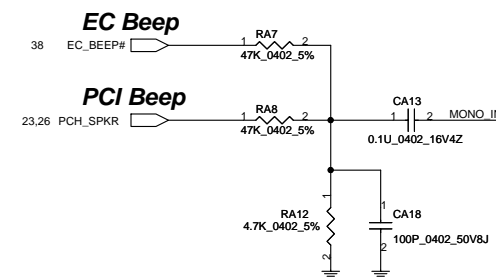 EC Beep
38 EC_BEEP#
1 RA7 2
47K_0402_5%
PCI Beep
23,26 PCH_SPKR
1 RA8 2
47K_0402_5%
CA13
1 2 MONO_IN
0.1U_0402_16V4Z
1
RA12
4.7K_0402_5%
2
1
CA18
2
100P_0402_50V8J